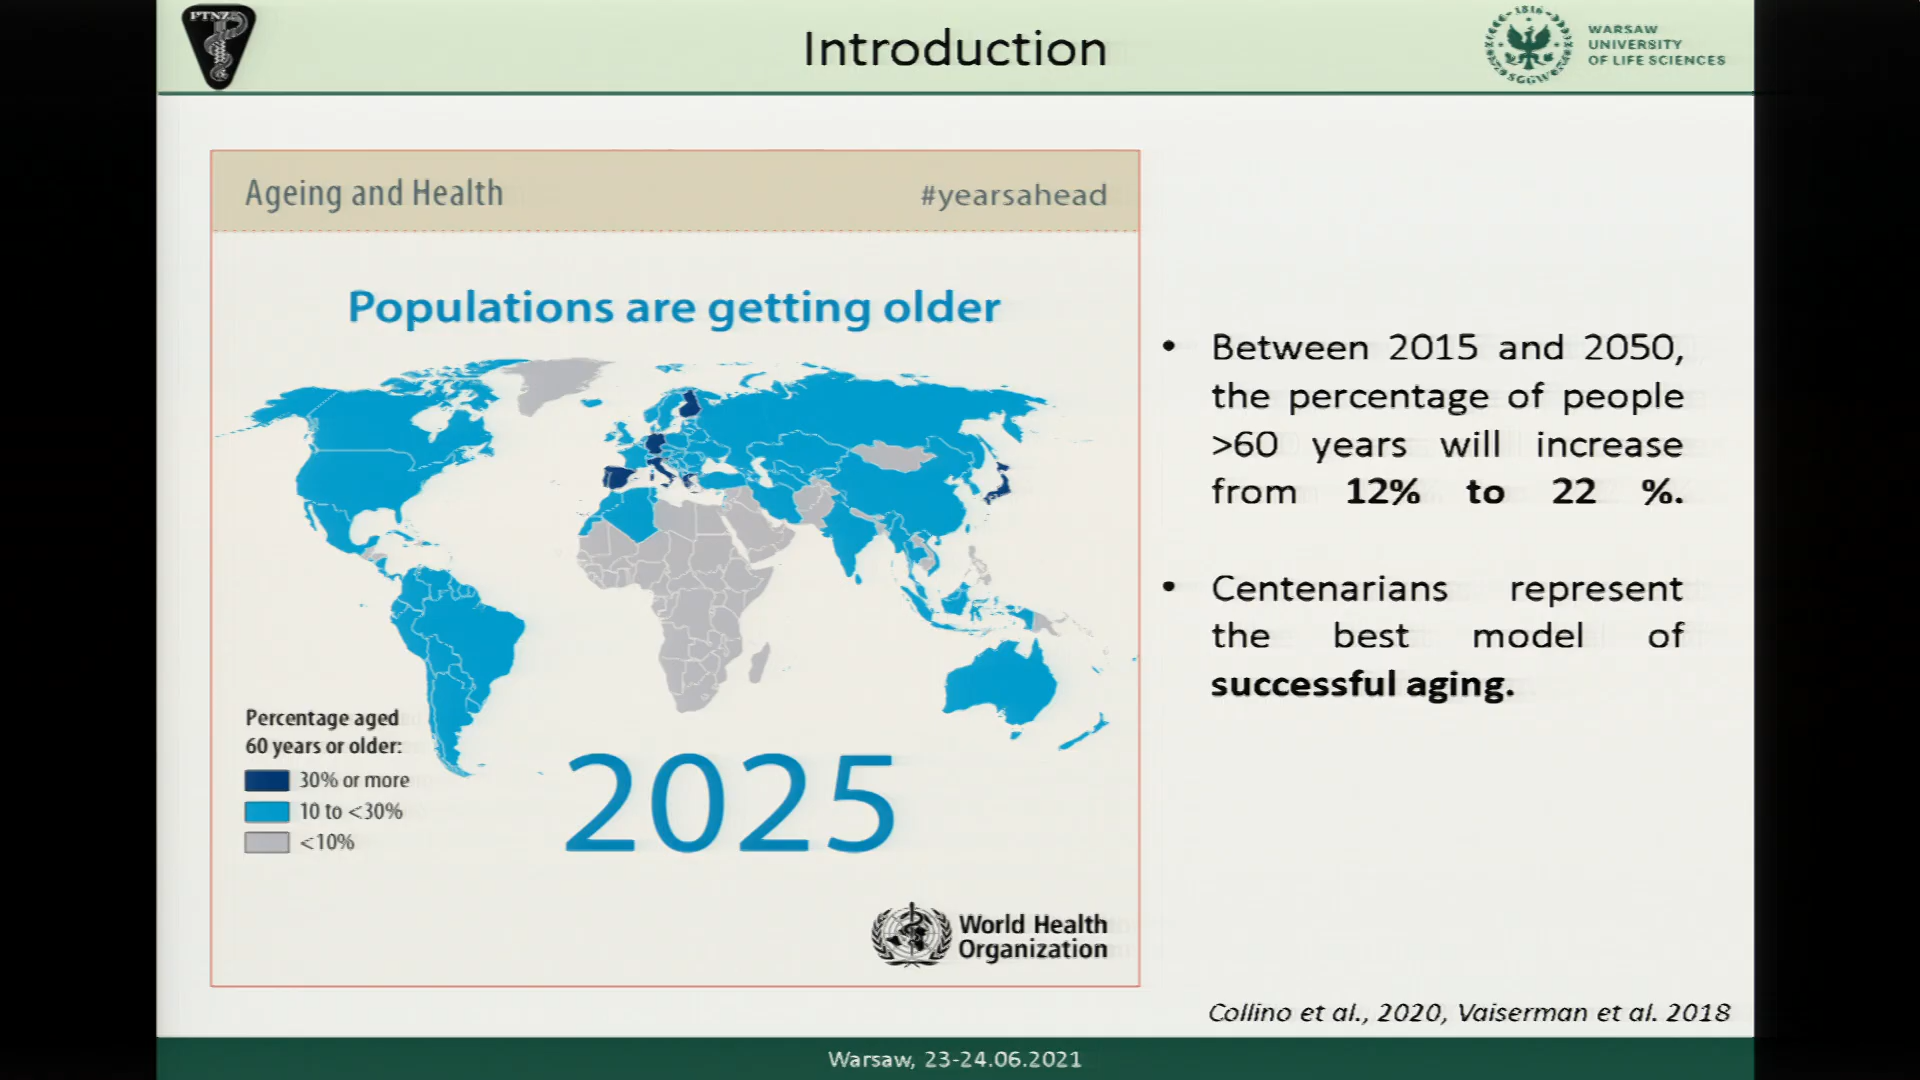 PTNZ
Introduction
1816
SGGW
WARSAW
UNIVERSITY
OF LIFE SCIENCES
Ageing and Health
#yearsahead
Populations are getting older
Percentage aged
60 years or older:
30% or more
10 to <30%
<10%
2025
World Health
Organization
• Between 2015 and 2050,
the percentage of people
>60 years will increase
from 12% to 22 %.
• Centenarians represent
the best model of
successful aging.
Collino et al., 2020, Vaiserman et al. 2018
Warsaw, 23-24.06.2021